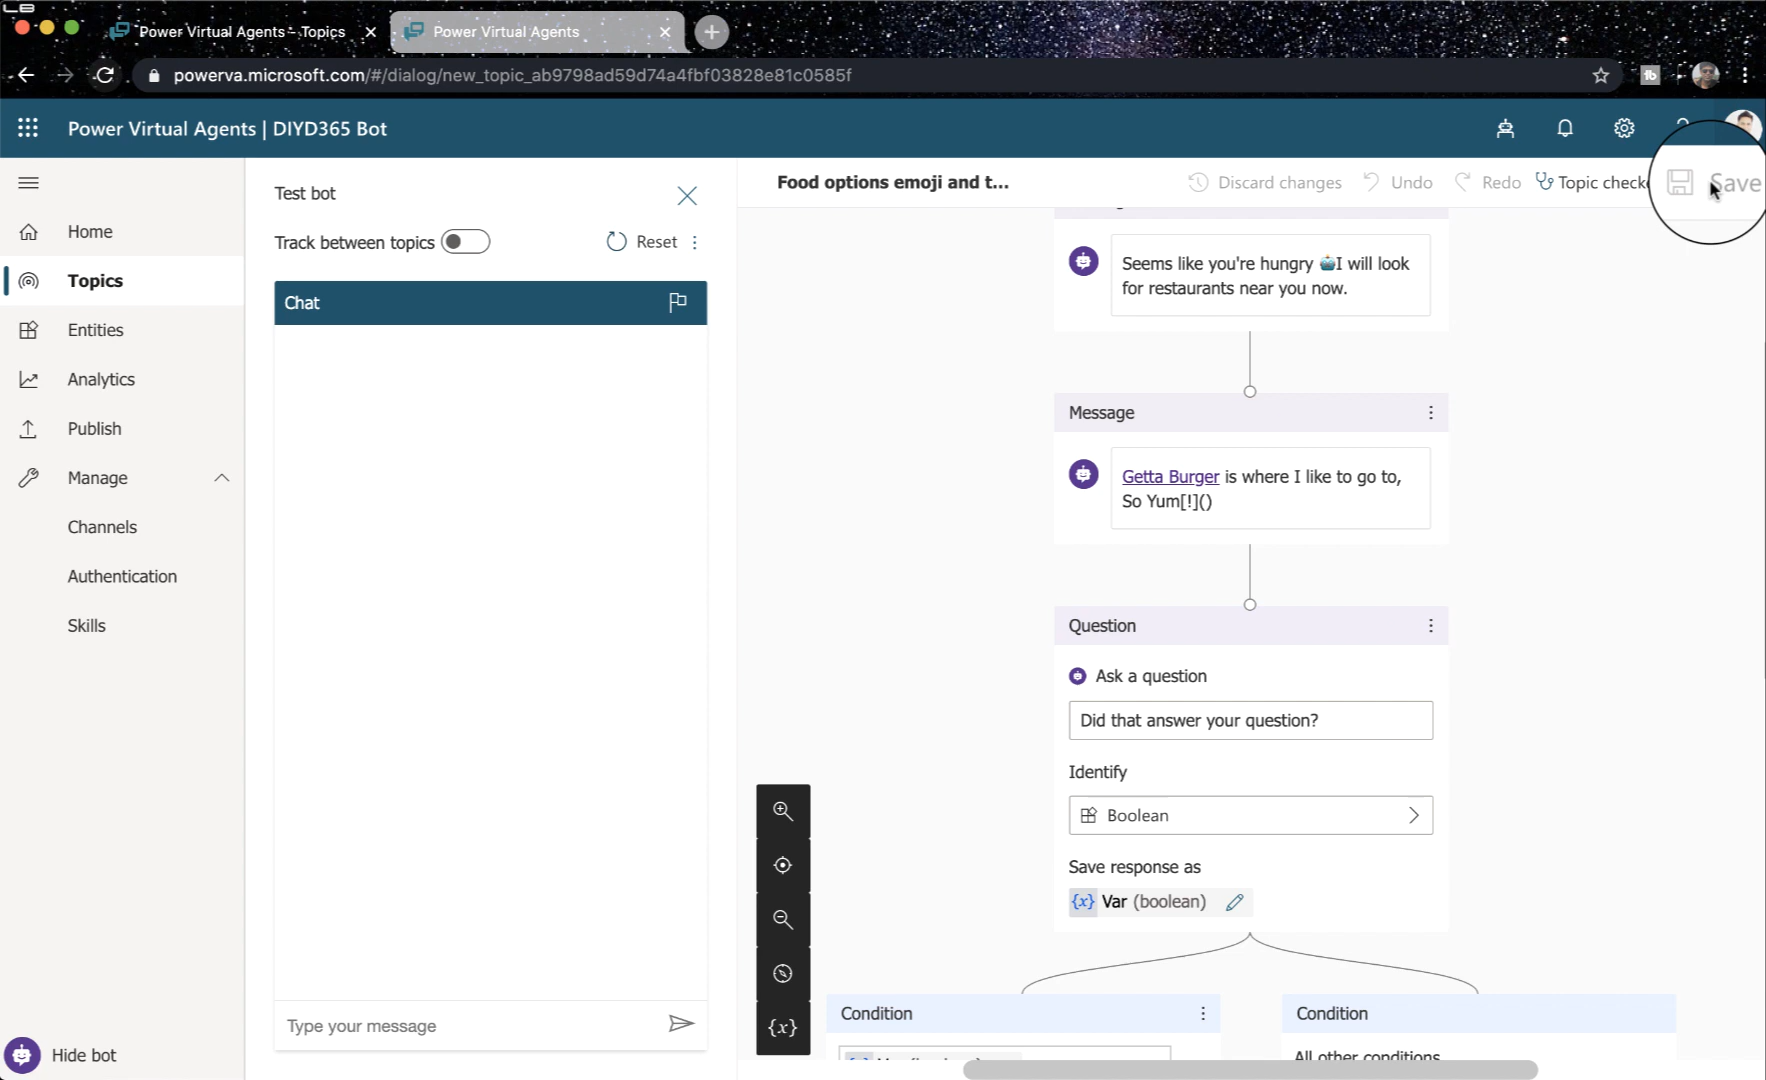 Power Virtual Agents - Topics
Power Virtual Agents
powerva.microsoft.com/#/dialog/new_topic_ab9798ad59d74a4fbf03828e81c0585f
Power Virtual Agents | DIYD365 Bot
Home
Topics
Entities
Analytics
Publish
Manage
Channels
Authentication
Skills
Hide bot
Test bot
Track between topics
Reset
Chat
Type your message
Food options emoji and t...
Discard changes
Undo
Redo
Topic checke
Save
Seems like you're hungry 🍲I will look
for restaurants near you now.
Message
Getta Burger is where I like to go to,
So Yum[!]()
Question
Ask a question
Did that answer your question?
Identify
Boolean
Save response as
{x} Var (boolean)
{x}
Condition
Condition
All other conditions